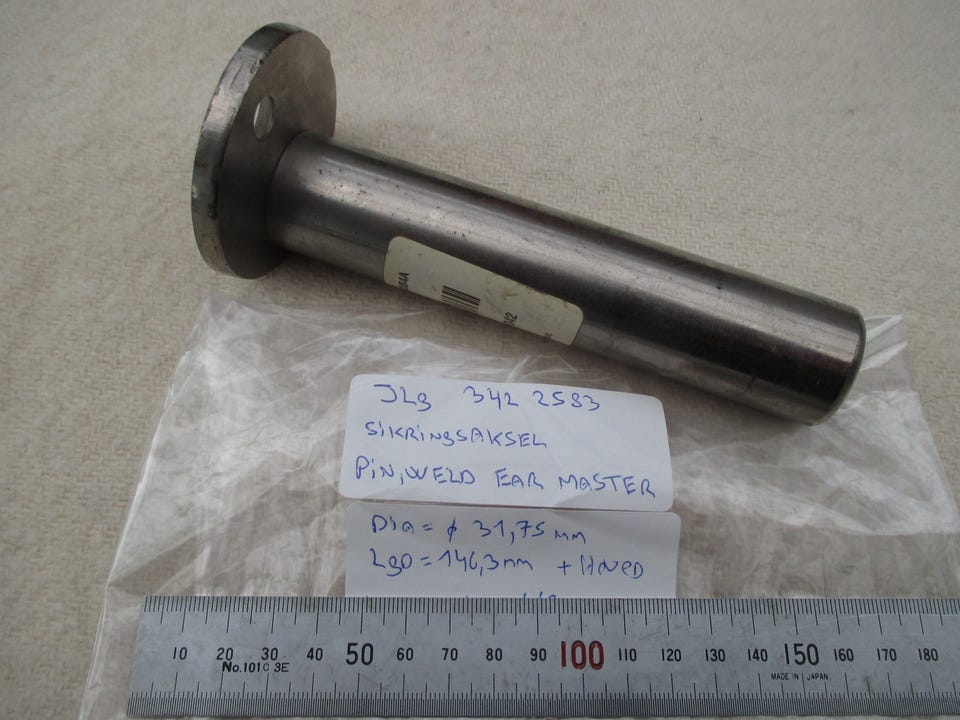 34A
742
JLg 342 2583
SIKRINGSAKSEL
PIN, WELD EAR MASTER
Dia = ϕ 31,75 mm
LgD = 146,3 mm + HOVED
10 20 30 40 50 60 70 80 90 100 110 120 130 140 150 160 170 180
No.101C 3E
MADE IN JAPAN